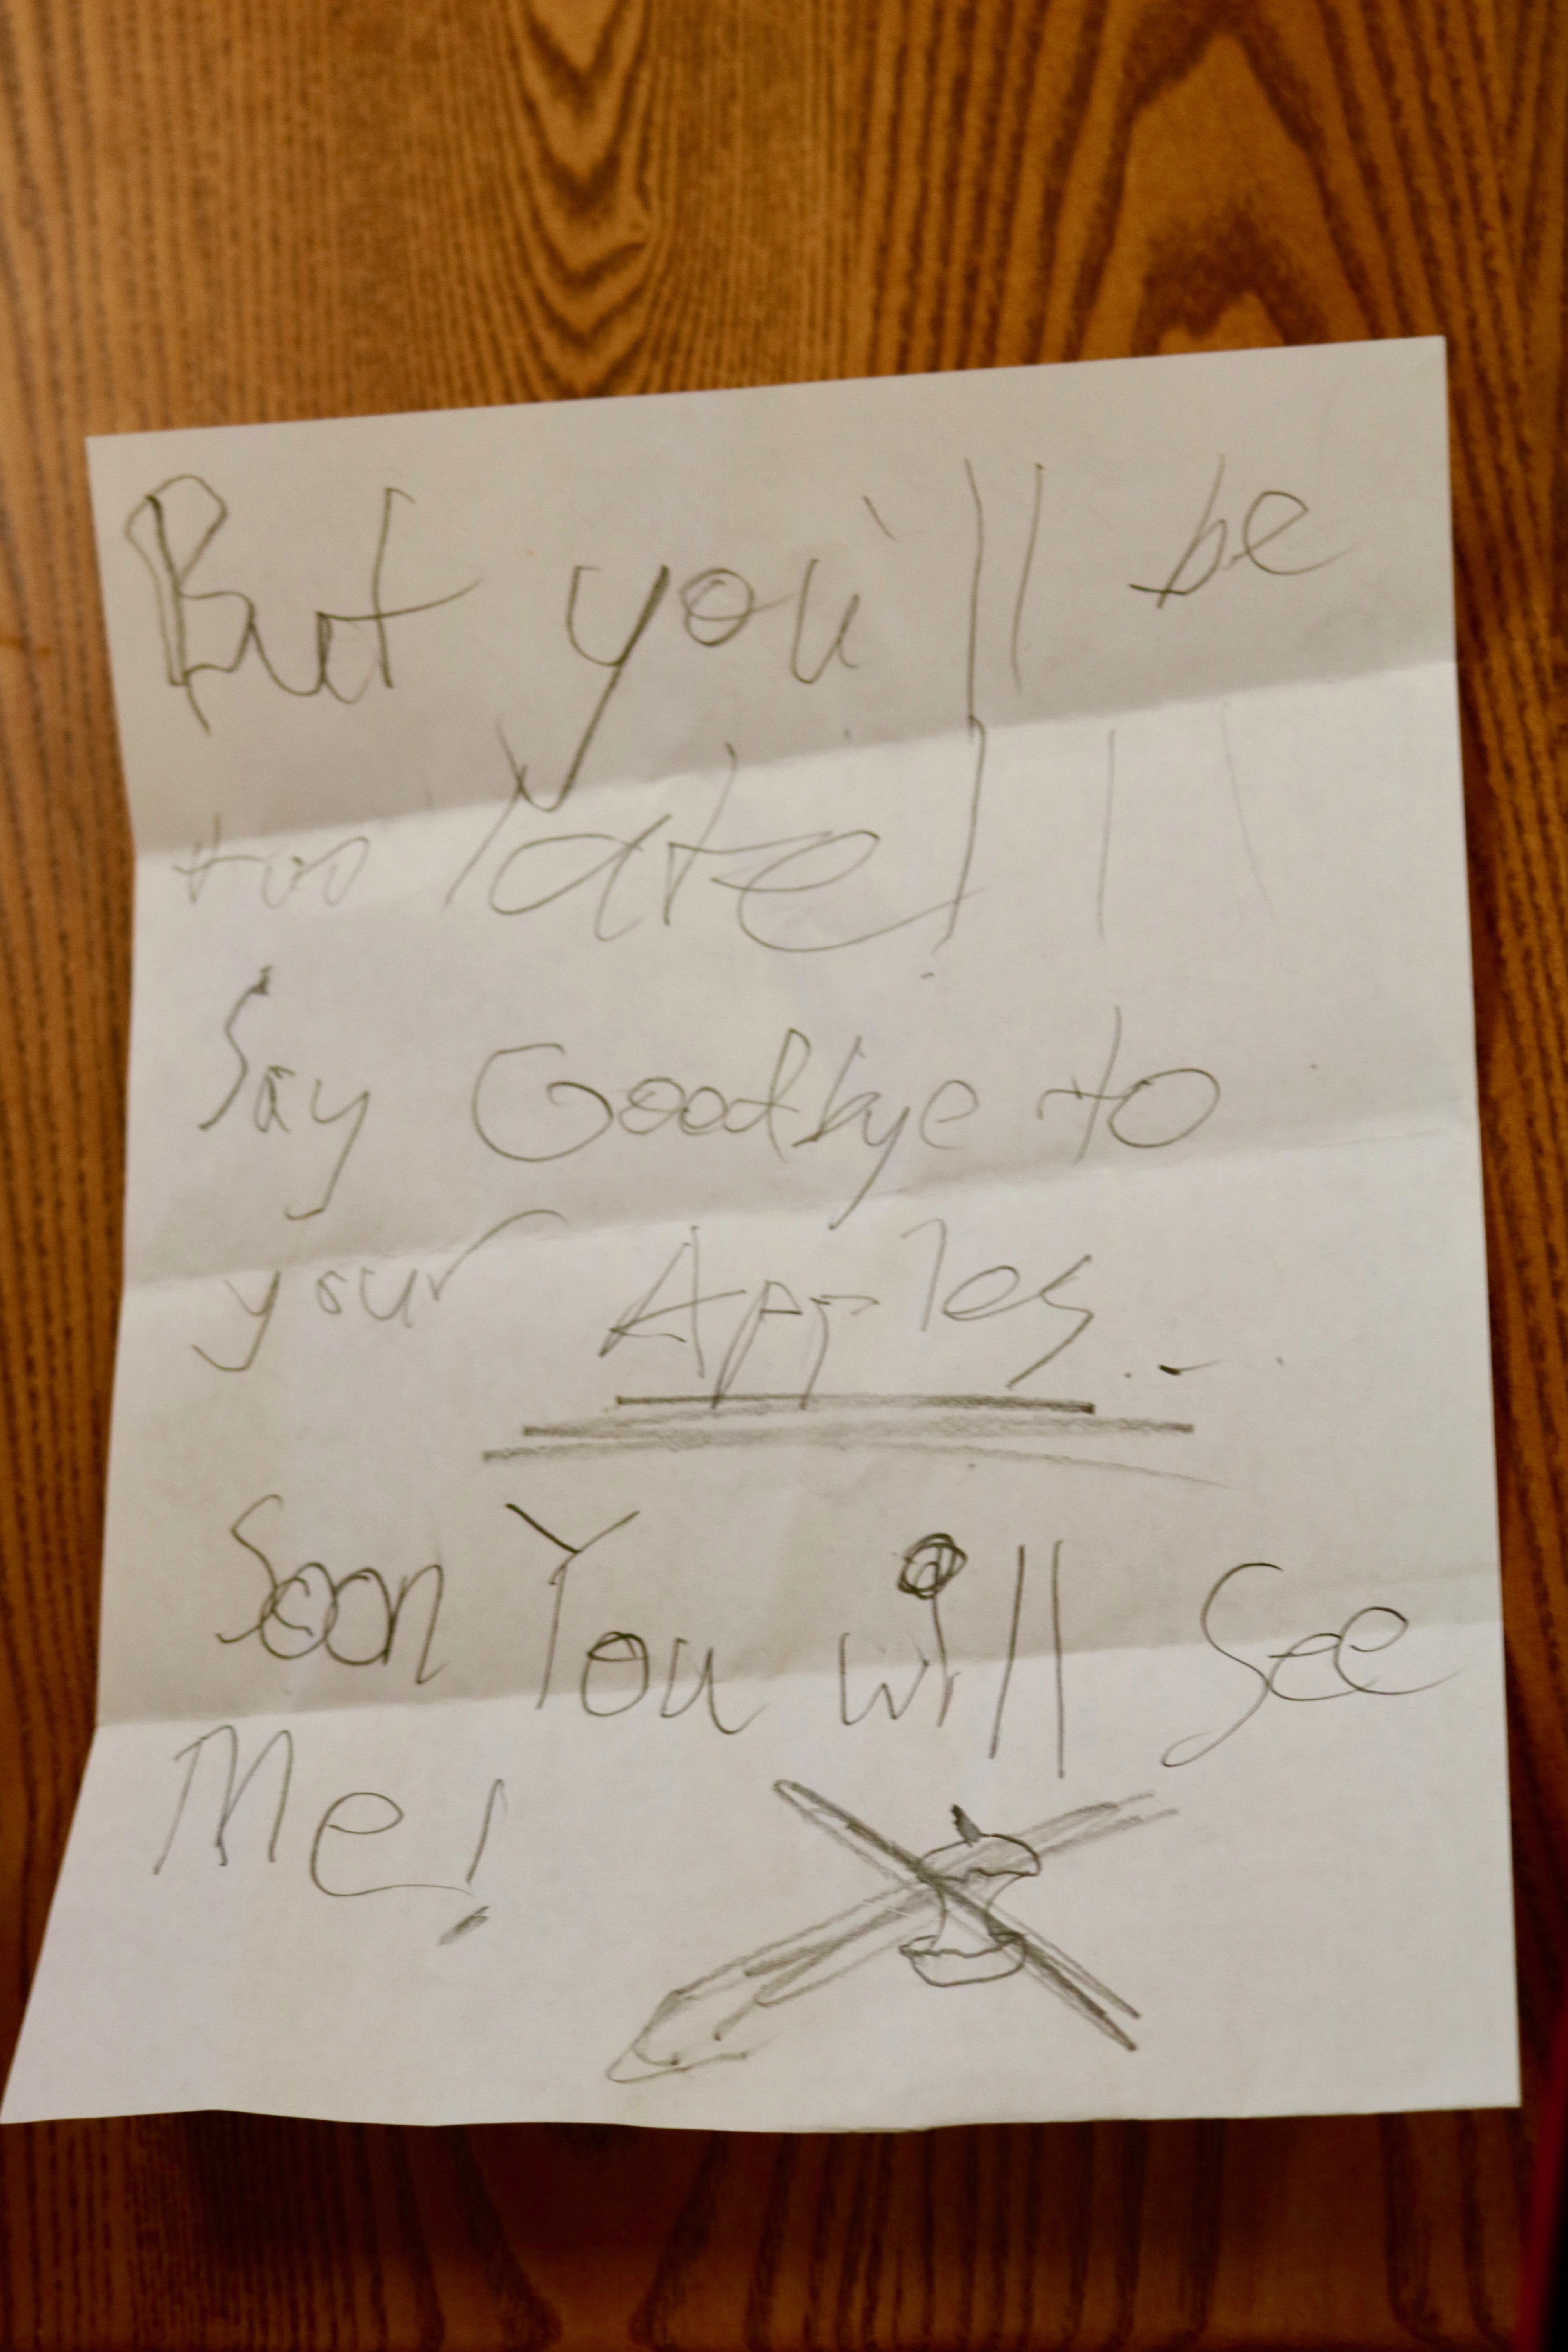 But you'll be
too late!
Say Goodbye to
your Apples...
Soon You will See
Me!